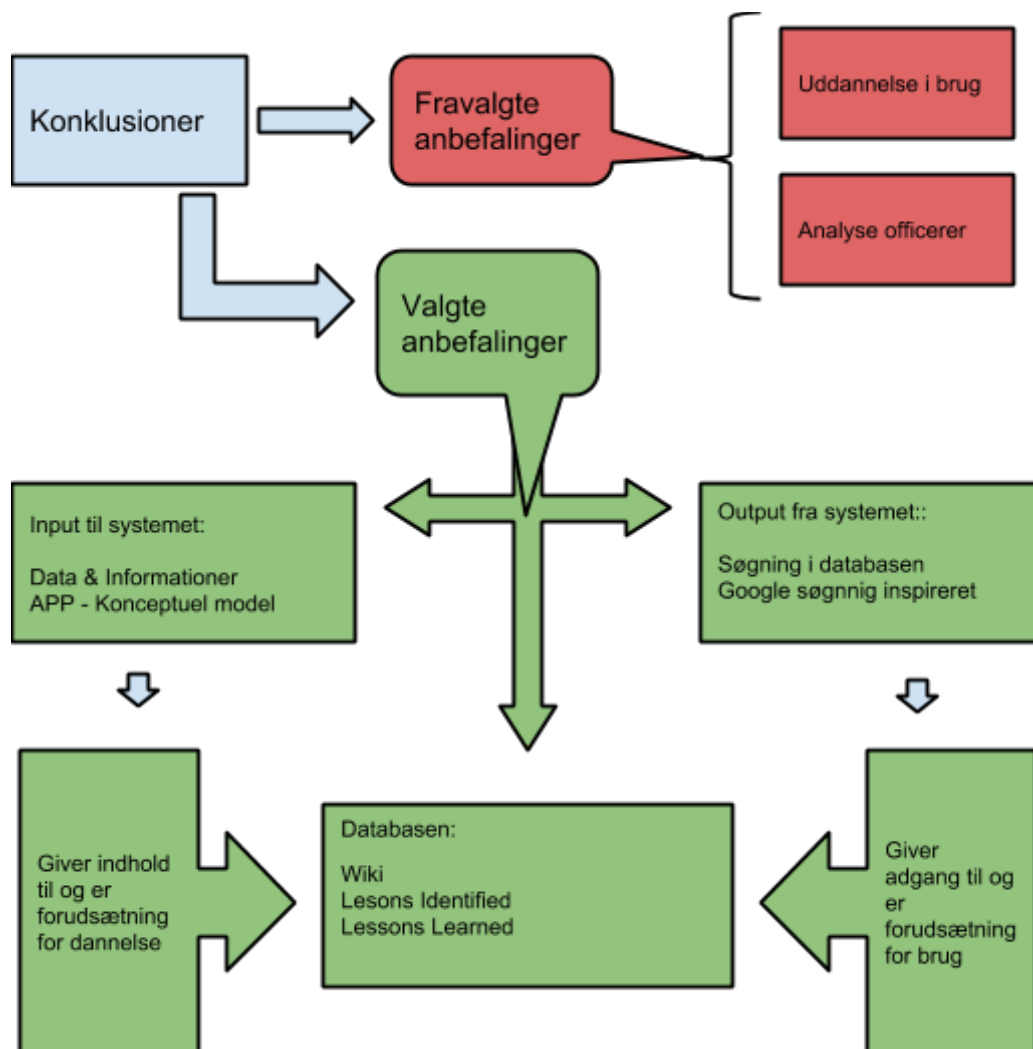 Konklusioner
Fravalgte
anbefalinger
Uddannelse i brug
Analyse officerer
Valgte
anbefalinger
Input til systemet:
Data & Informationer
APP - Konceptuel model
Output fra systemet::
Søgning i databasen
Google søgnnig inspireret
Giver indhold
til og er
forudsætning
for dannelse
Databasen:
Wiki
Lesons Identified
Lessons Learned
Giver
adgang til og
er
forudsætning
for brug